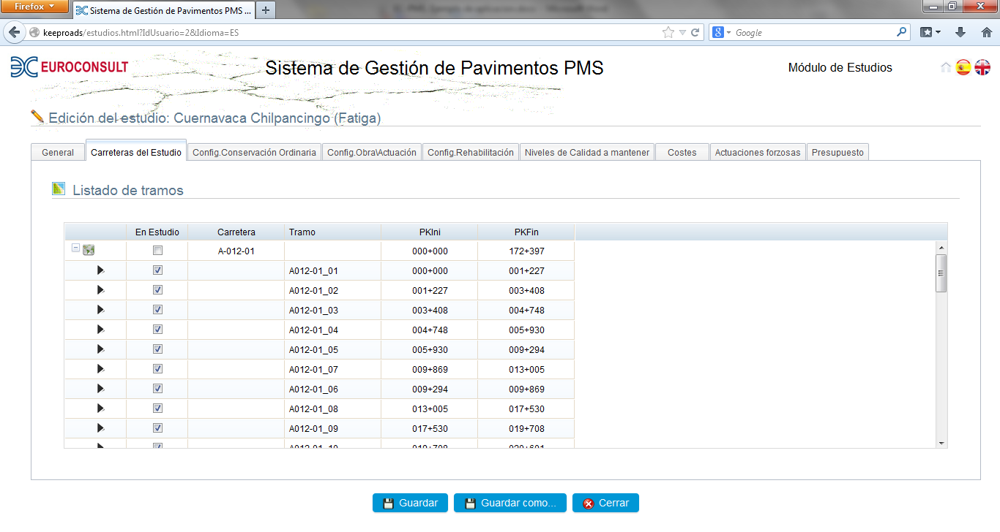 Firefox
Sistema de Gestión de Pavimentos PMS ...
keeproads/estudios.html?IdUsuario=2&Idioma=ES
Google
EUROCONSULT
Sistema de Gestión de Pavimentos PMS
Módulo de Estudios
Edición del estudio: Cuernavaca Chilpancingo (Fatiga)
General Carreteras del Estudio Config.Conservación Ordinaria Config.Obra\Actuación Config.Rehabilitación Niveles de Calidad a mantener Costes Actuaciones forzosas Presupuesto
Listado de tramos
En Estudio Carretera Tramo PKIni PKFin
A-012-01 000+000 172+397
A012-01_01 000+000 001+227
A012-01_02 001+227 003+408
A012-01_03 003+408 004+748
A012-01_04 004+748 005+930
A012-01_05 005+930 009+294
A012-01_07 009+869 013+005
A012-01_06 009+294 009+869
A012-01_08 013+005 017+530
A012-01_09 017+530 019+708
Guardar Guardar como... Cerrar